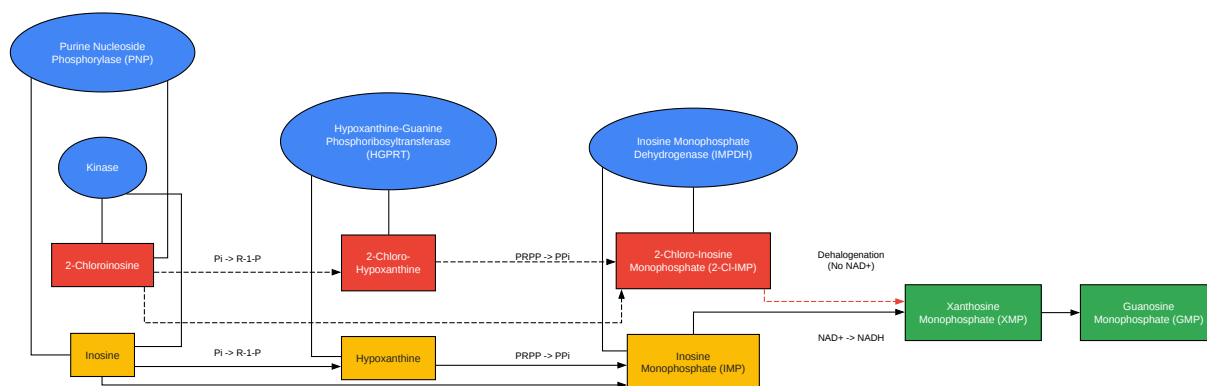 Purine Nucleoside
Phosphorylase (PNP)
Kinase
Hypoxanthine-Guanine
Phosphoribosyltransferase
(HGPRT)
Inosine Monophosphate
Dehydrogenase (IMPDH)
2-Chloroinosine
Pi -> R-1-P
2-Chloro-
Hypoxanthine
PRPP -> PPi
2-Chloro-Inosine
Monophosphate (2-Cl-IMP)
Dehalogenation
(No NAD+)
Xanthosine
Monophosphate (XMP)
Guanosine
Monophosphate (GMP)
NAD+ -> NADH
Inosine
Pi -> R-1-P
Hypoxanthine
PRPP -> PPi
Inosine
Monophosphate (IMP)